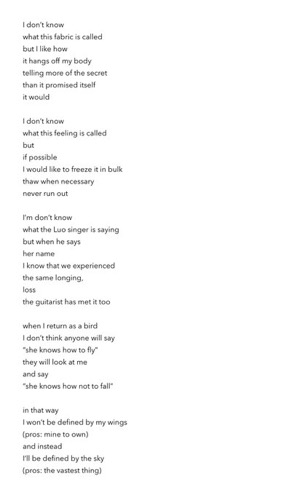 I don't know
what this fabric is called
but I like how
it hangs off my body
telling more of the secret
than it promised itself
it would

I don't know
what this feeling is called
but
if possible
I would like to freeze it in bulk
thaw when necessary
never run out

I'm don't know
what the Luo singer is saying
but when he says
her name
I know that we experienced
the same longing,
loss
the guitarist has met it too

when I return as a bird
I don't think anyone will say
“she knows how to fly”
they will look at me
and say
“she knows how not to fall”

in that way
I won't be defined by my wings
(pros: mine to own)
and instead
I'll be defined by the sky
(pros: the vastest thing)